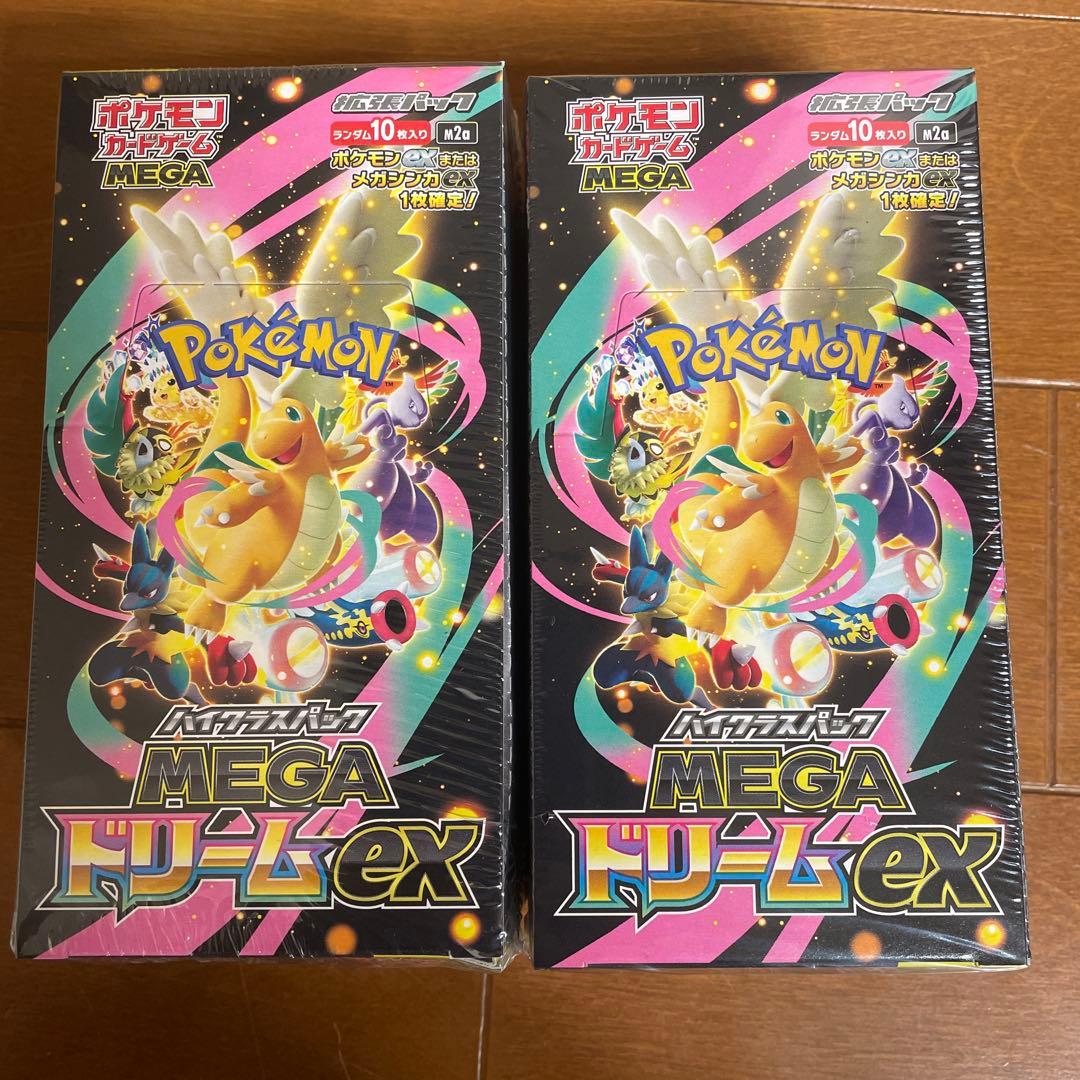 ポケモン
カードゲーム
MEGA
拡張パック
ランダム10枚入り M2a
ポケモンexまたは
メガシンカex
1枚確定!
POKÉMON
TM
ハイクラスパック
MEGA
ドリームex
ポケモン
カードゲーム
MEGA
拡張パック
ランダム10枚入り M2a
ポケモンexまたは
メガシンカex
1枚確定!
POKÉMON
TM
ハイクラスパック
MEGA
ドリームex